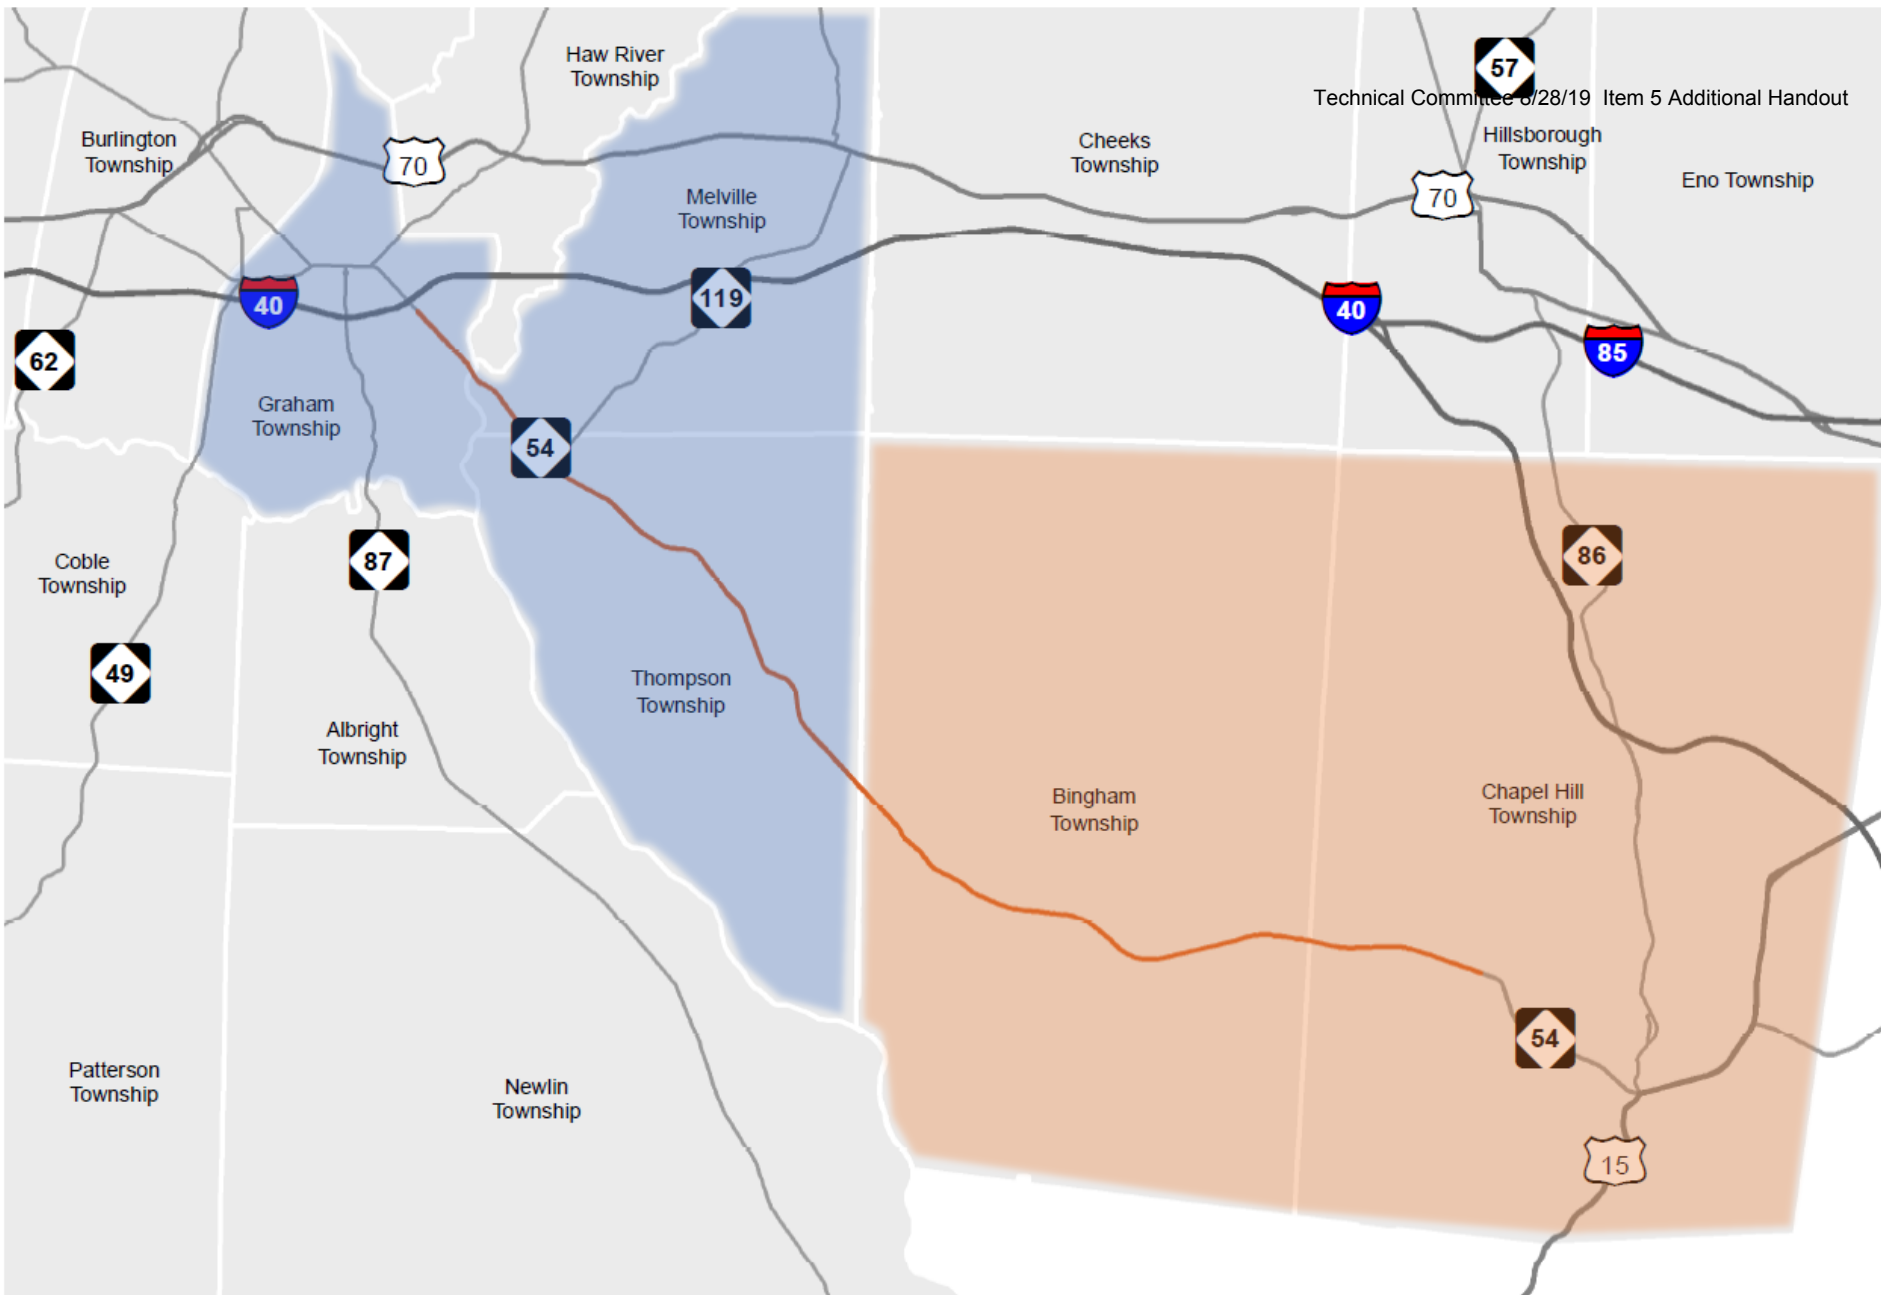 Haw River
Township
57
Technical Committee 8/28/19 Item 5 Additional Handout
Burlington
Township
70
Cheeks
Township
Hillsborough
Township
Eno Township
Melville
Township
70
40
119
40
62
85
Graham
Township
54
Coble
Township
87
86
49
Thompson
Township
Albright
Township
Bingham
Township
Chapel Hill
Township
54
Patterson
Township
Newlin
Township
15